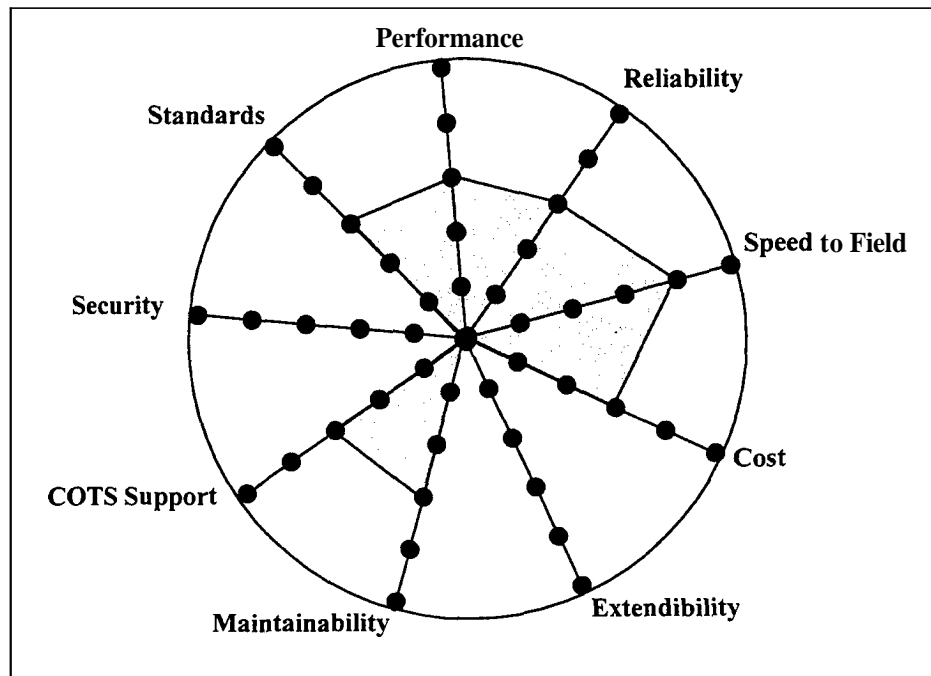 Performance
Reliability
Standards
Speed to Field
Security
Cost
COTS Support
Extendibility
Maintainability